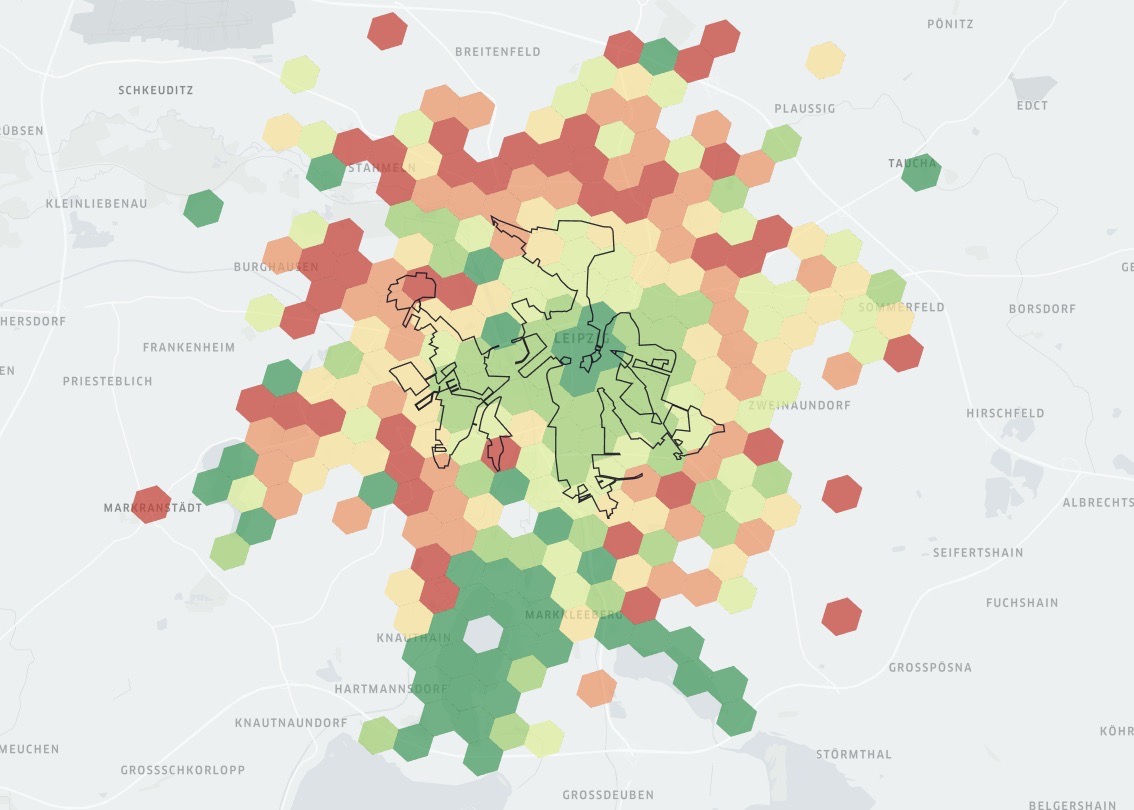 PÖNITZ
BREITENFELD
SCHKEUDITZ
EDCT
PLAUSSIG
ÜBSEN
TAUCHA
STAHMELN
KLEINLIEBENAU
BURGHAUSEN
GE
SOMMERFELD
BORSDORF
HERSDORF
LEIPZIG
FRANKENHEIM
EN
PRIESTEBLICH
ZWEINAUNDORF
HIRSCHFELD
ALBRECHTS
MARKRANSTÄDT
SEIFERTSHAIN
FUCHSHAIN
MARKKLEEBERG
KNAUTHAIN
GROSSPÖSNA
HARTMANNSDORF
KNAUTNAUNDORF
KÖHR
MEUCHEN
STÖRMTHAL
GROSSSCHKORLOPP
GROSSDEUBEN
BELGERSHAIN